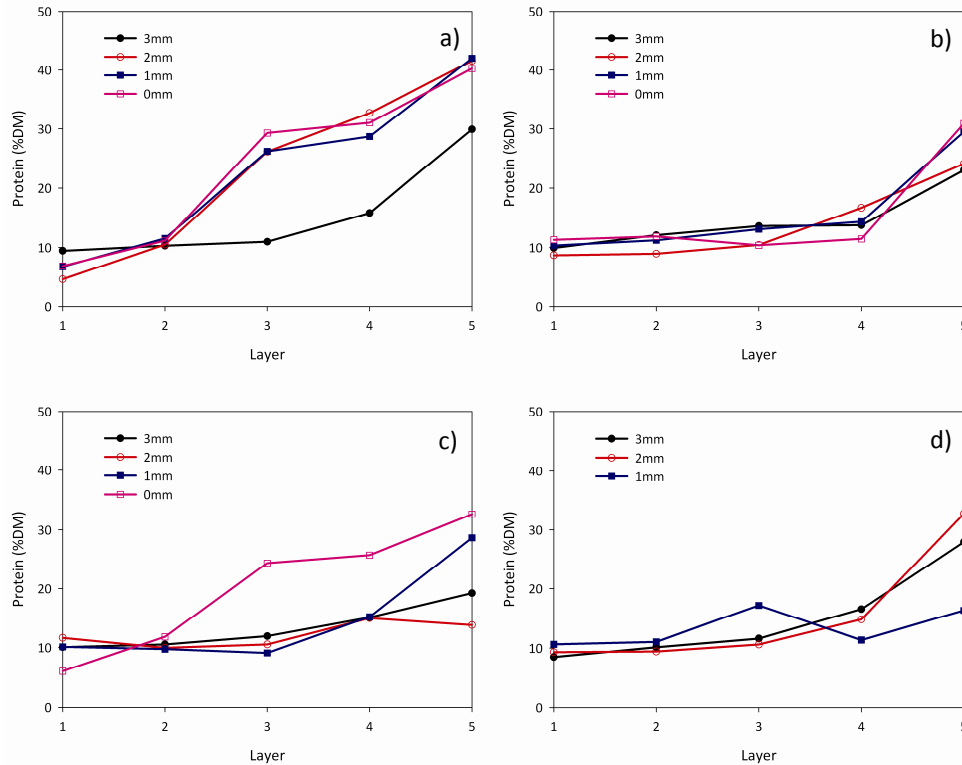 a)
3mm
2mm
1mm
0mm
Protein (%DM)
50
40
30
20
10
0
1 2 3 4 5
Layer
b)
3mm
2mm
1mm
0mm
Protein (%DM)
50
40
30
20
10
0
1 2 3 4 5
Layer
c)
3mm
2mm
1mm
0mm
Protein (%DM)
50
40
30
20
10
0
1 2 3 4 5
Layer
d)
3mm
2mm
1mm
Protein (%DM)
50
40
30
20
10
0
1 2 3 4 5
Layer